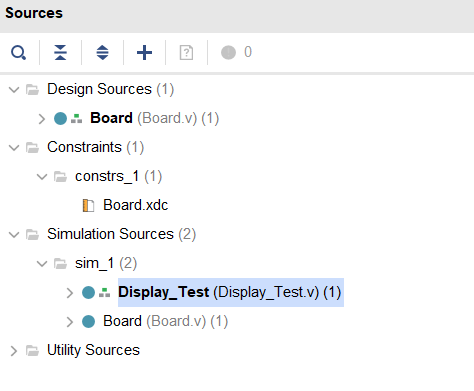 Sources
0
Design Sources (1)
Board (Board.v) (1)
Constraints (1)
constrs_1 (1)
Board.xdc
Simulation Sources (2)
sim_1 (2)
Display_Test (Display_Test.v) (1)
Board (Board.v) (1)
Utility Sources